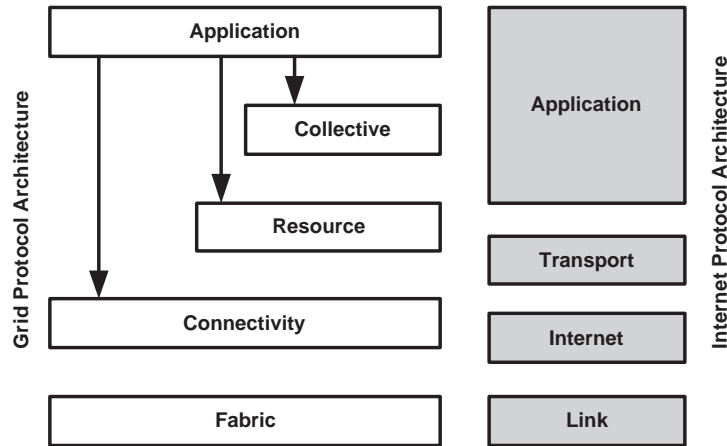 Grid Protocol Architecture
Application
Collective
Resource
Connectivity
Fabric
Application
Transport
Internet
Link
Internet Protocol Architecture